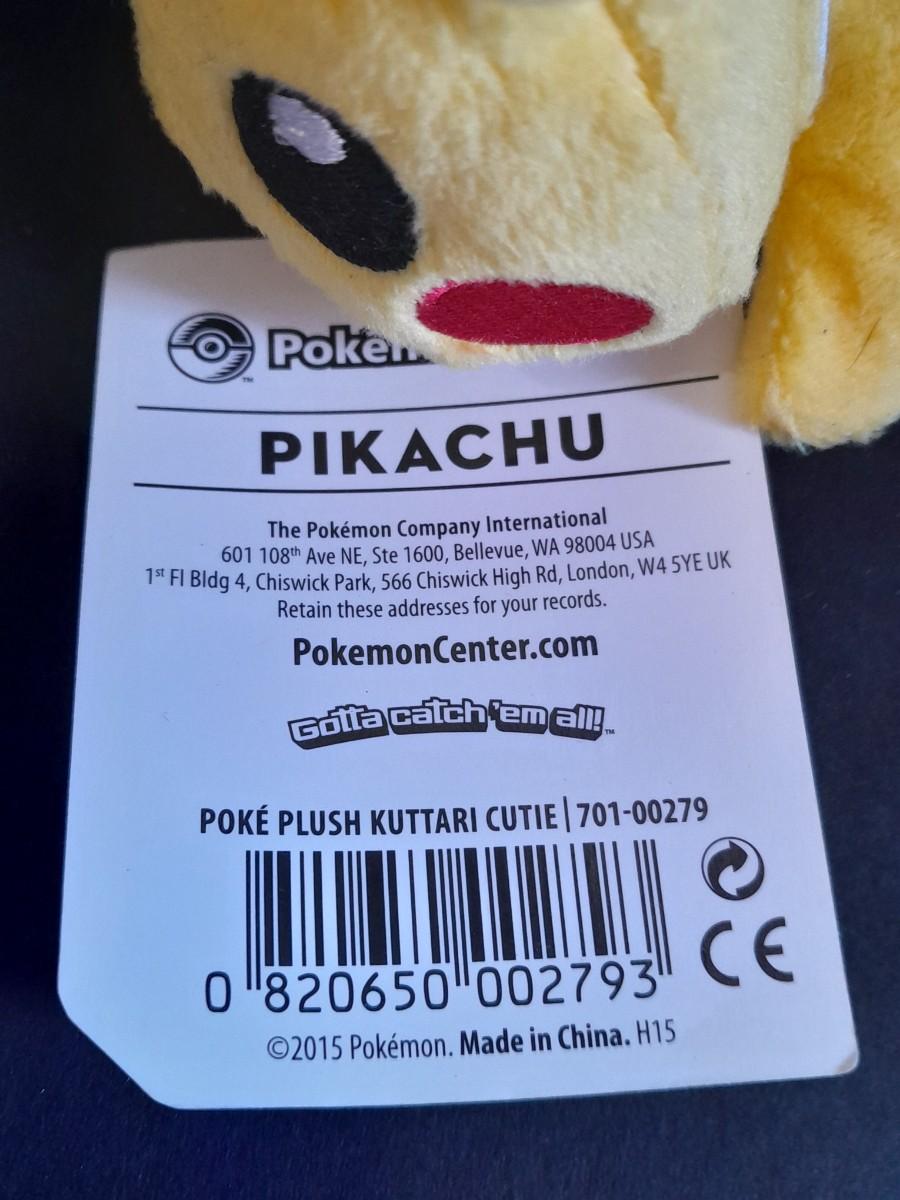 PIKACHU
The Pokémon Company International
601 108th Ave NE, Ste 1600, Bellevue, WA 98004 USA
1st Fl Bldg 4, Chiswick Park, 566 Chiswick High Rd, London, W4 5YE UK
Retain these addresses for your records.
PokemonCenter.com
Gotta catch 'em all!™
POKÉ PLUSH KUTTARI CUTIE | 701-00279
CE
0 820650 002793
©2015 Pokémon. Made in China. H15